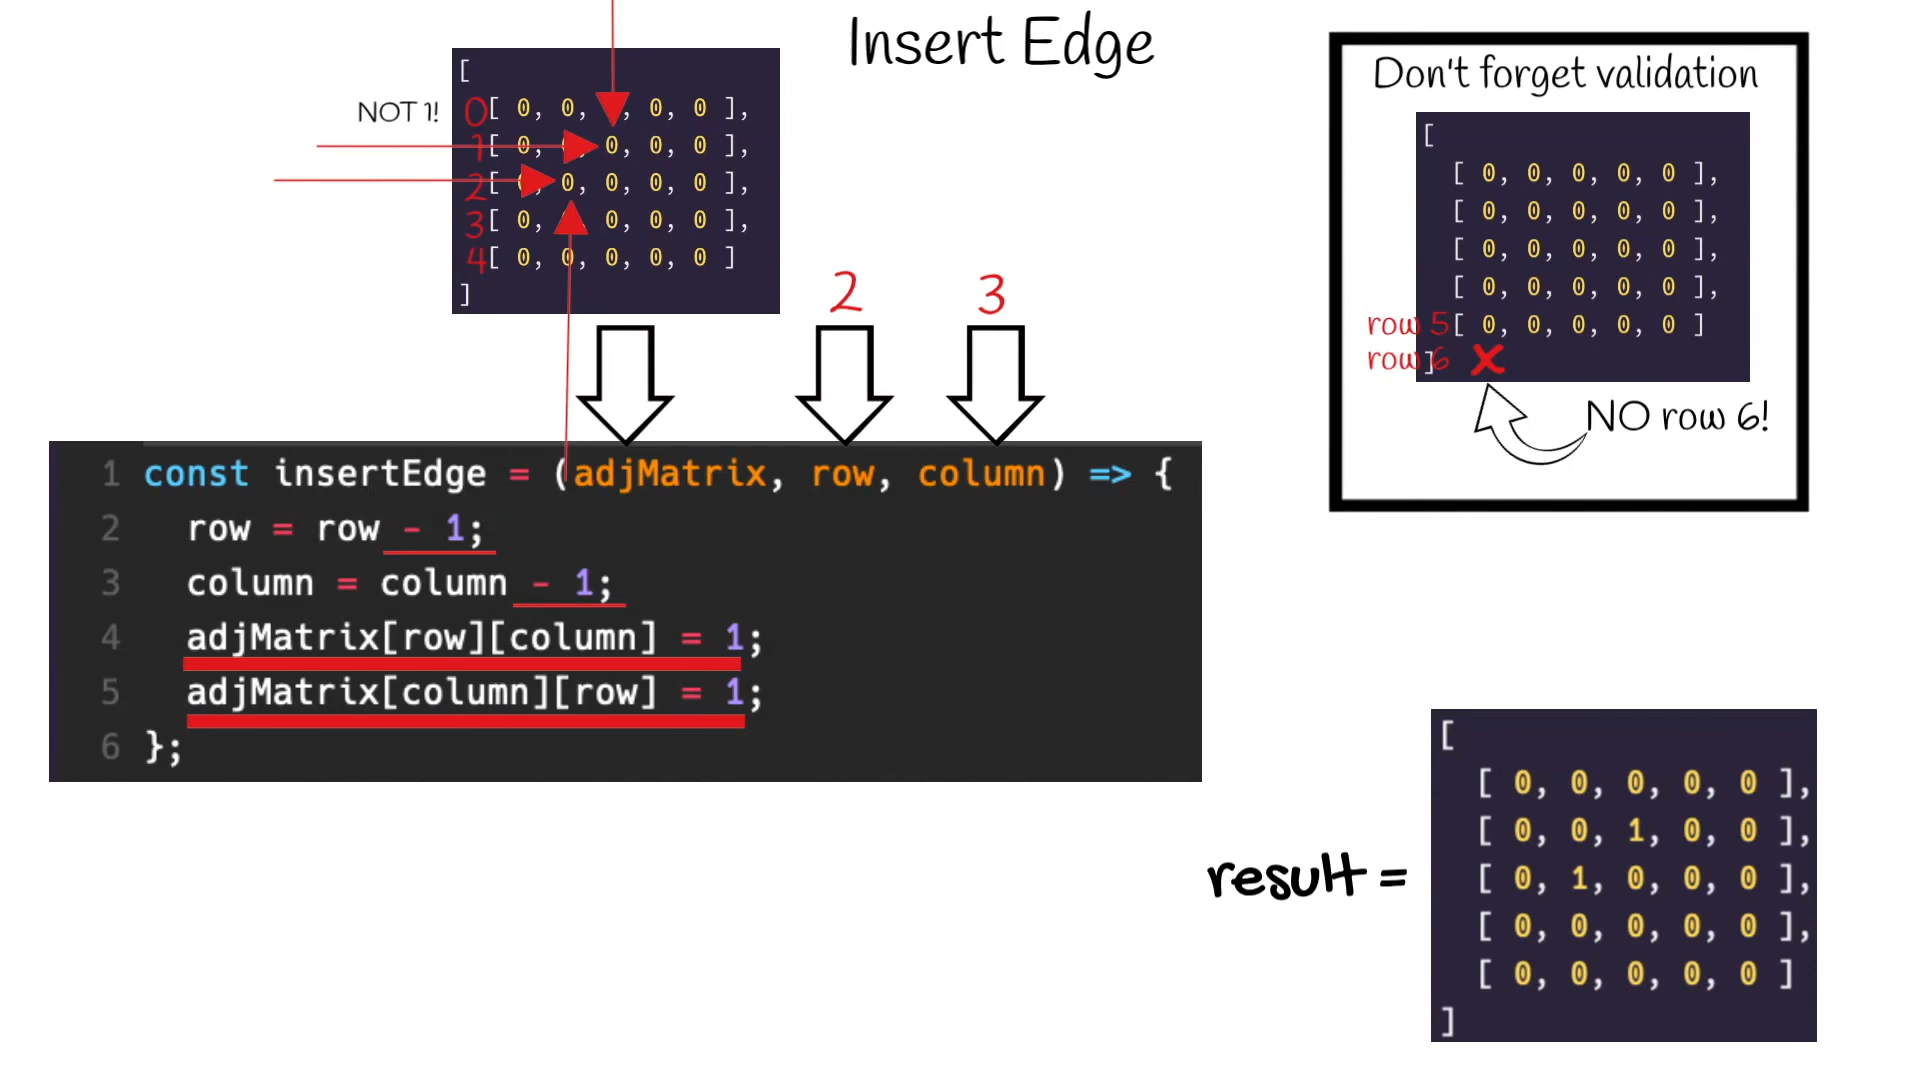 Insert Edge
[
NOT 1! 0[ 0, 0, , 0, 0 ],
1[ 0, , 0, 0, 0 ],
2[ , 0, 0, 0, 0 ],
3[ 0, , 0, 0, 0 ],
4[ 0, 0, 0, 0, 0 ]
]
2 3
1 const insertEdge = (adjMatrix, row, column) => {
2 row = row - 1;
3 column = column - 1;
4 adjMatrix[row][column] = 1;
5 adjMatrix[column][row] = 1;
6 };
Don't forget validation
[
[ 0, 0, 0, 0, 0 ],
[ 0, 0, 0, 0, 0 ],
[ 0, 0, 0, 0, 0 ],
[ 0, 0, 0, 0, 0 ],
row 5[ 0, 0, 0, 0, 0 ]
row 6 ]
NO row 6!
result =
[
[ 0, 0, 0, 0, 0 ],
[ 0, 0, 1, 0, 0 ],
[ 0, 1, 0, 0, 0 ],
[ 0, 0, 0, 0, 0 ],
[ 0, 0, 0, 0, 0 ]
]